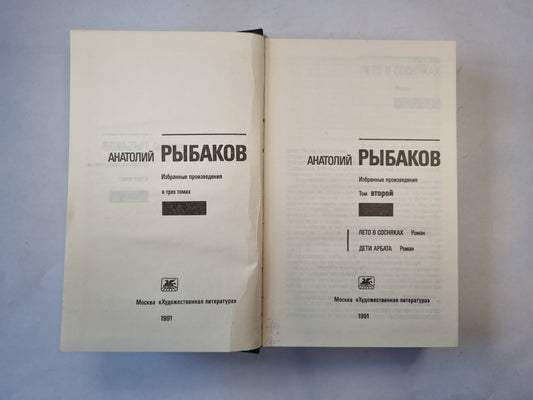 АНАТОЛИЙ РЫБАКОВ
Избранные произведения
в трех томах
Москва «Художественная литература»
1991
АНАТОЛИЙ РЫБАКОВ
Избранные произведения
Том второй
ЛЕТО В СОСНЯКАХ Роман
ДЕТИ АРБАТА Роман
Москва «Художественная литература»
1991